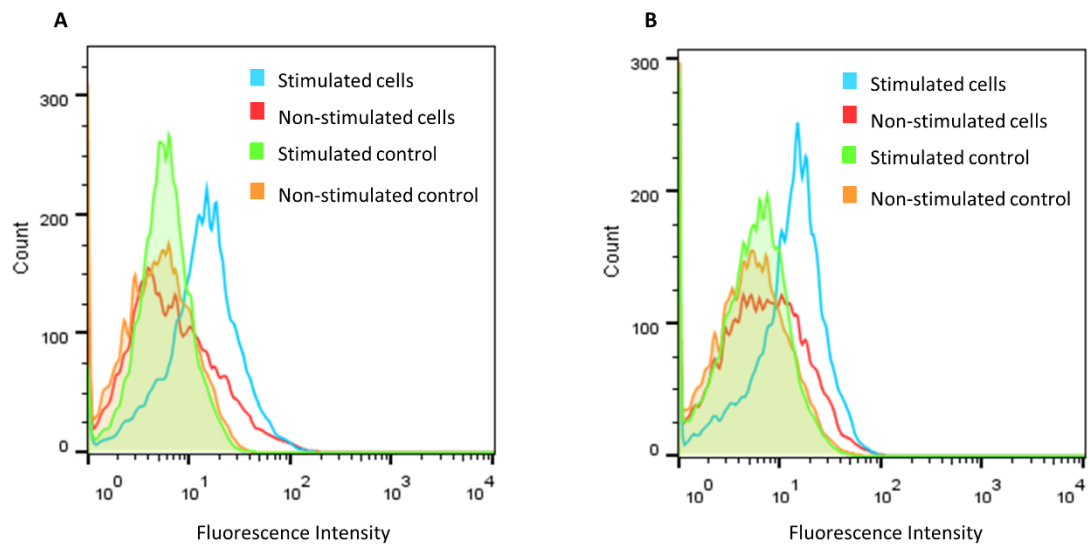 A
Stimulated cells
Non-stimulated cells
Stimulated control
Non-stimulated control
300
200
100
0
Count
10^0 10^1 10^2 10^3 10^4
Fluorescence Intensity
B
Stimulated cells
Non-stimulated cells
Stimulated control
Non-stimulated control
300
200
100
0
Count
10^0 10^1 10^2 10^3 10^4
Fluorescence Intensity